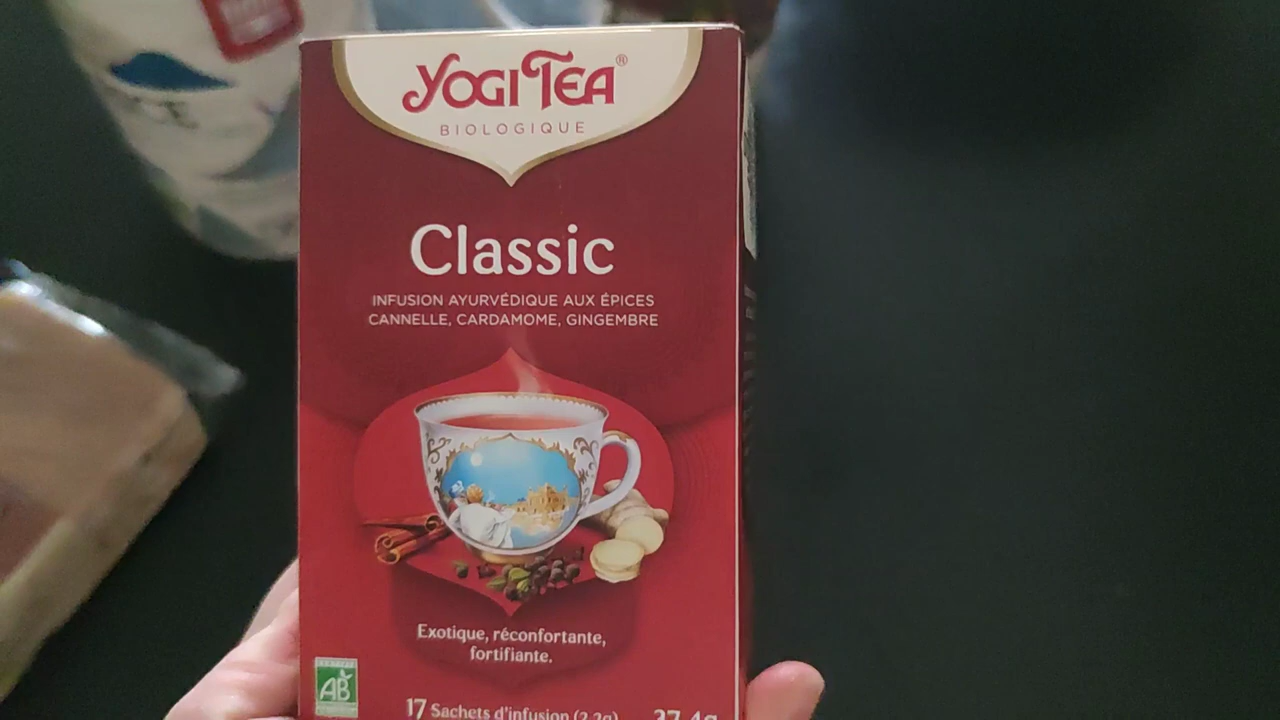 YOGI TEA®
BIOLOGIQUE
Classic
INFUSION AYURVÉDIQUE AUX ÉPICES
CANNELLE, CARDAMOME, GINGEMBRE
Exotique, réconfortante,
fortifiante.
AB
17 Sachets d'infusion (2,2g) 37,4g